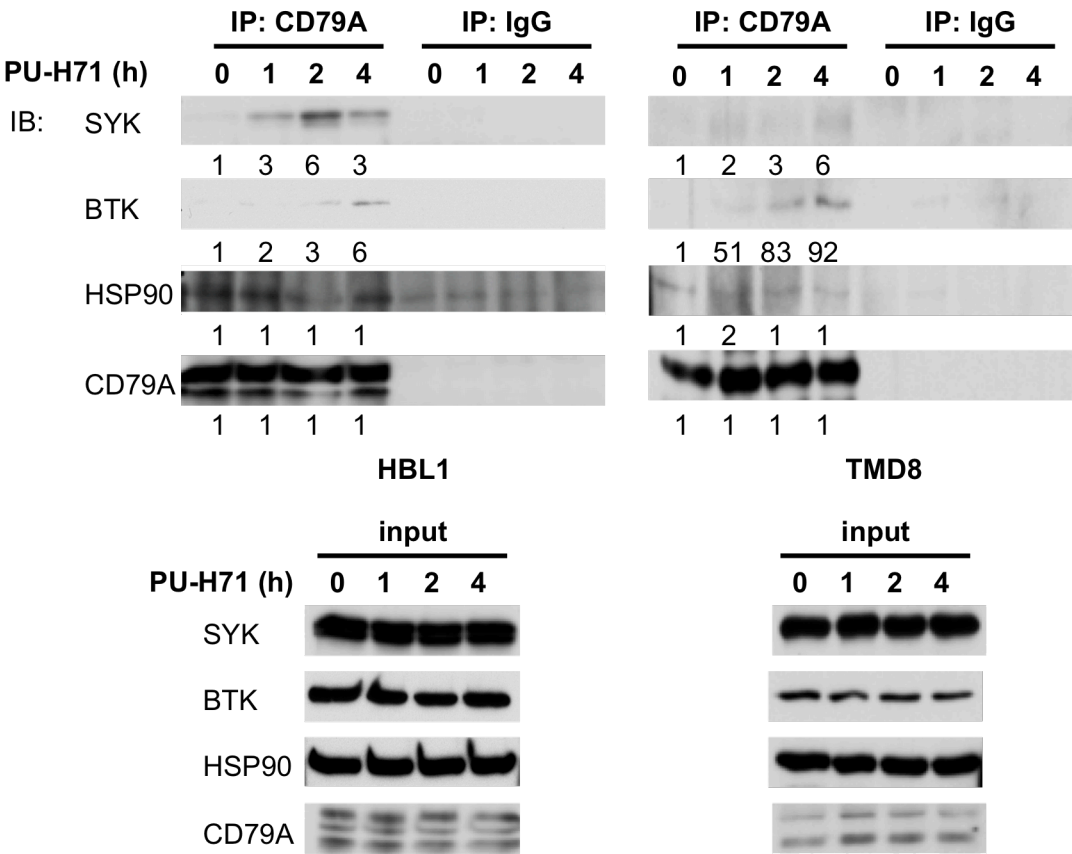 IP: CD79A IP: IgG IP: CD79A IP: IgG
PU-H71 (h) 0 1 2 4 0 1 2 4 0 1 2 4 0 1 2 4
IB: SYK
1 3 6 3 1 2 3 6
BTK
1 2 3 6 1 51 83 92
HSP90
1 1 1 1 1 2 1 1
CD79A
1 1 1 1 1 1 1 1
HBL1 TMD8
input input
PU-H71 (h) 0 1 2 4 0 1 2 4
SYK
BTK
HSP90
CD79A